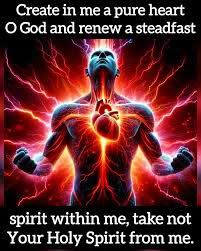 Create in me a pure heart
O God and renew a steadfast
spirit within me, take not
Your Holy Spirit from me.